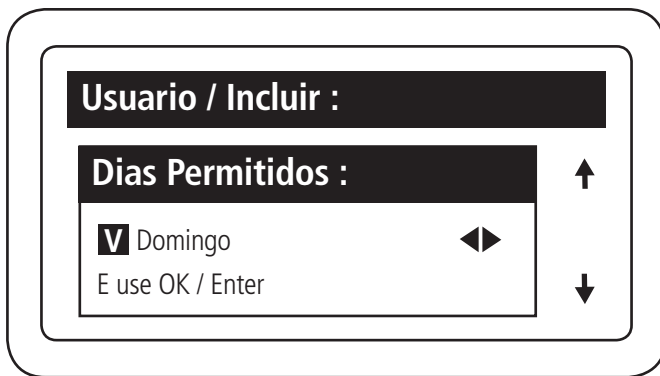 Usuario / Incluir :
Dias Permitidos :
V Domingo
E use OK / Enter